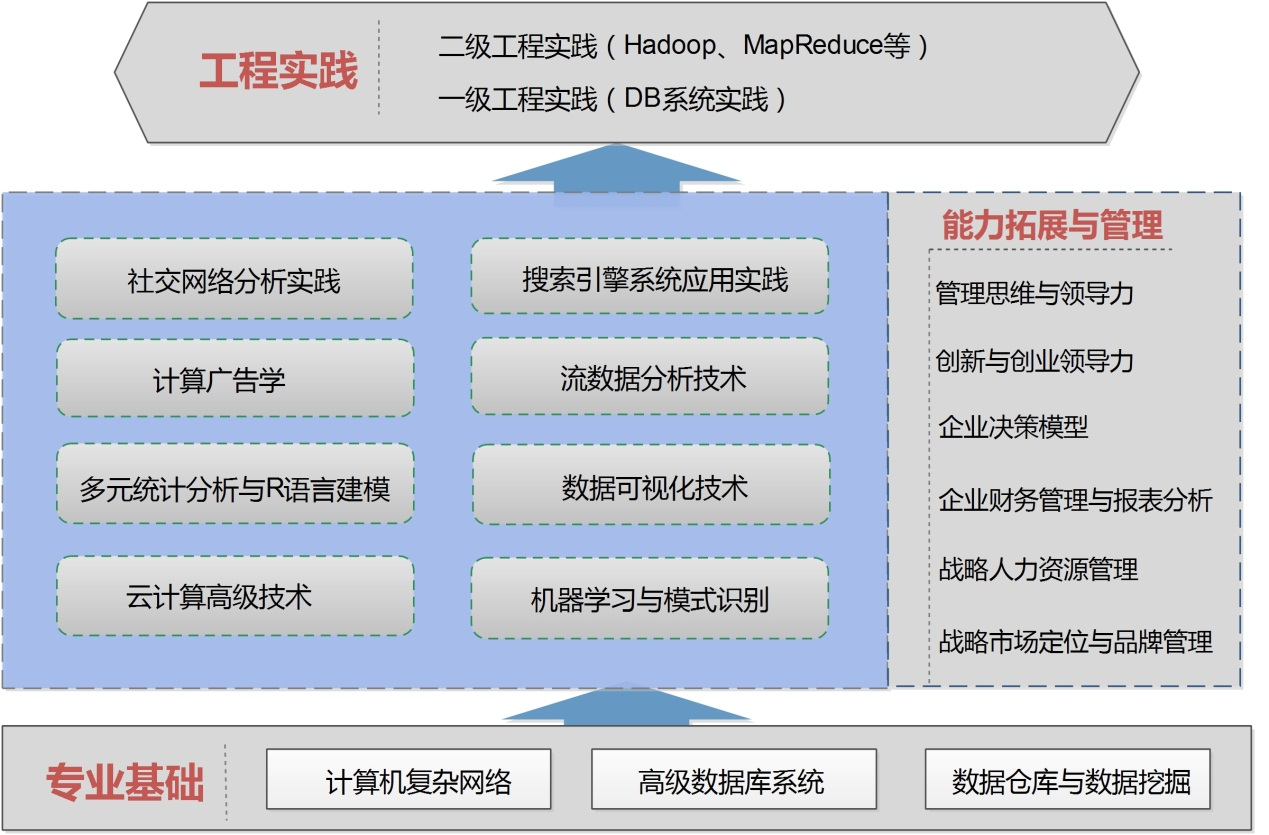 工程实践
二级工程实践（Hadoop、MapReduce等）
一级工程实践（DB系统实践）
社交网络分析实践
搜索引擎系统应用实践
计算广告学
流数据分析技术
多元统计分析与R语言建模
数据可视化技术
云计算高级技术
机器学习与模式识别
能力拓展与管理
管理思维与领导力
创新与创业领导力
企业决策模型
企业财务管理与报表分析
战略人力资源管理
战略市场定位与品牌管理
专业基础
计算机复杂网络
高级数据库系统
数据仓库与数据挖掘